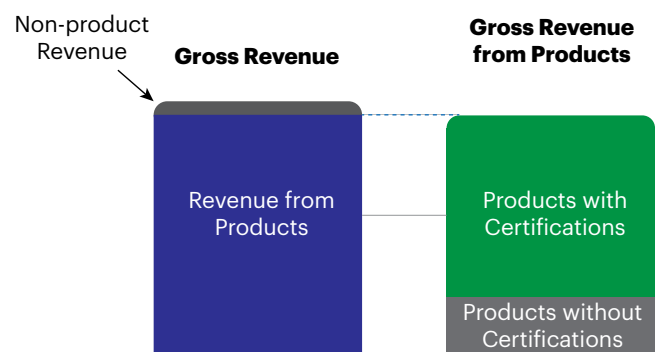 Non-product
Revenue
Gross Revenue
Gross Revenue
from Products
Revenue from
Products
Products with
Certifications
Products without
Certifications